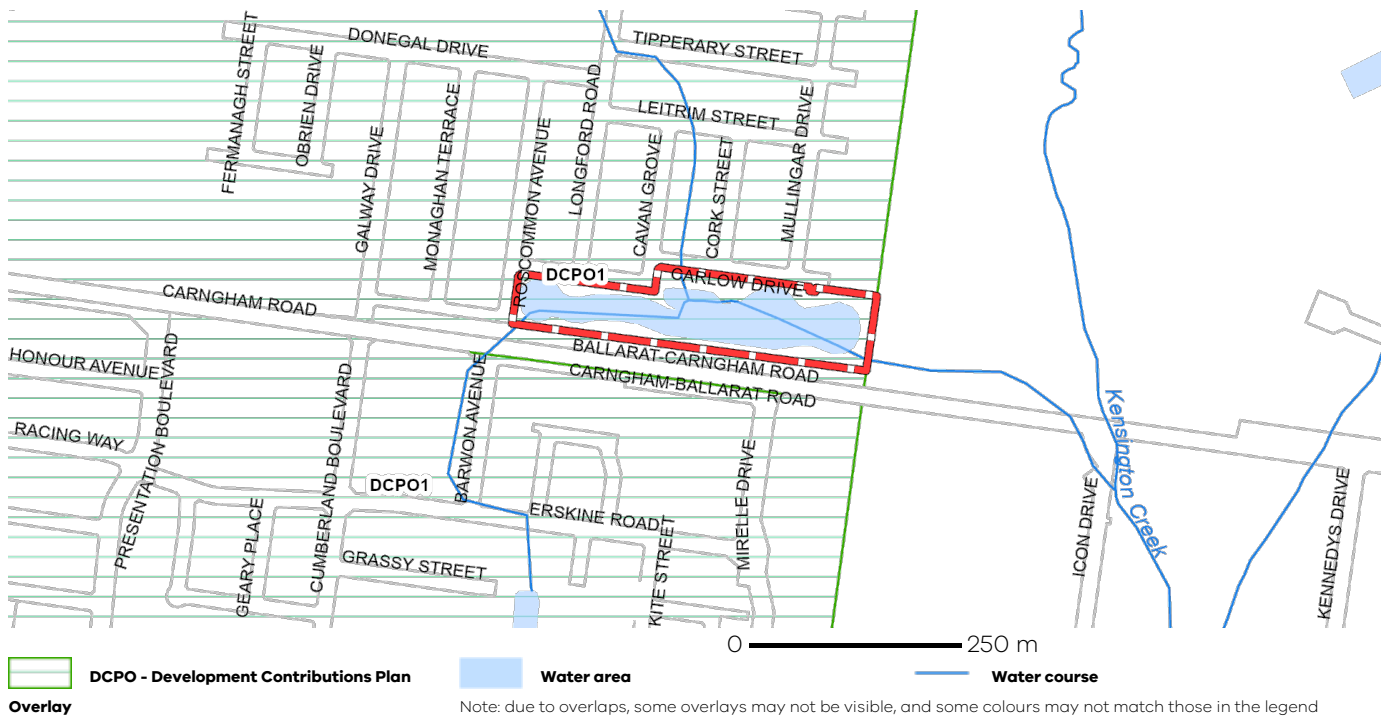 DONEGAL DRIVE
TIPPERARY STREET
FERMANAGH STREET
OBRIEN DRIVE
LONGFORD ROAD
LEITRIM STREET
MULLINGAR DRIVE
MONAGHAN TERRACE
ROSCOMMON AVENUE
GALWAY DRIVE
CAVAN GROVE
CORK STREET
DCPO1
CARLOW DRIVE
CARNGHAM ROAD
BALLARAT-CARNGHAM ROAD
CARNGHAM-BALLARAT ROAD
HONOUR AVENUE
PRESENTATION BOULEVARD
CUMBERLAND BOULEVARD
BARWON AVENUE
RACING WAY
DCPO1
ERSKINE ROAD
MIRELLE DRIVE
GEARY PLACE
GRASSY STREET
KITE STREET
Kensington Creek
ICON DRIVE
KENNEDYS DRIVE
0 250 m
DCPO - Development Contributions Plan
Overlay
Water area
Water course
Note: due to overlaps, some overlays may not be visible, and some colours may not match those in the legend